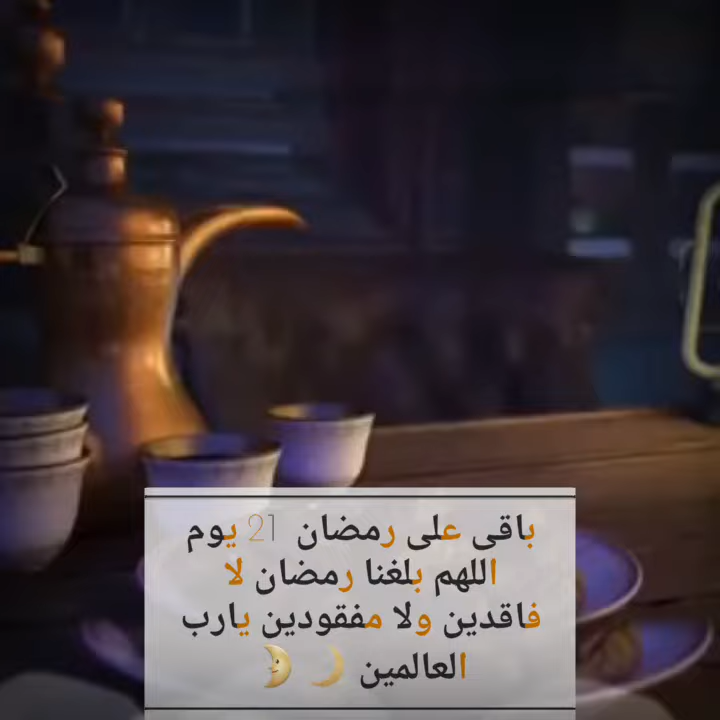 باقى على رمضان 21 يوم
اللهم بلغنا رمضان لا
فاقدين ولا مفقودين يارب
العالمين 🌙 🌛